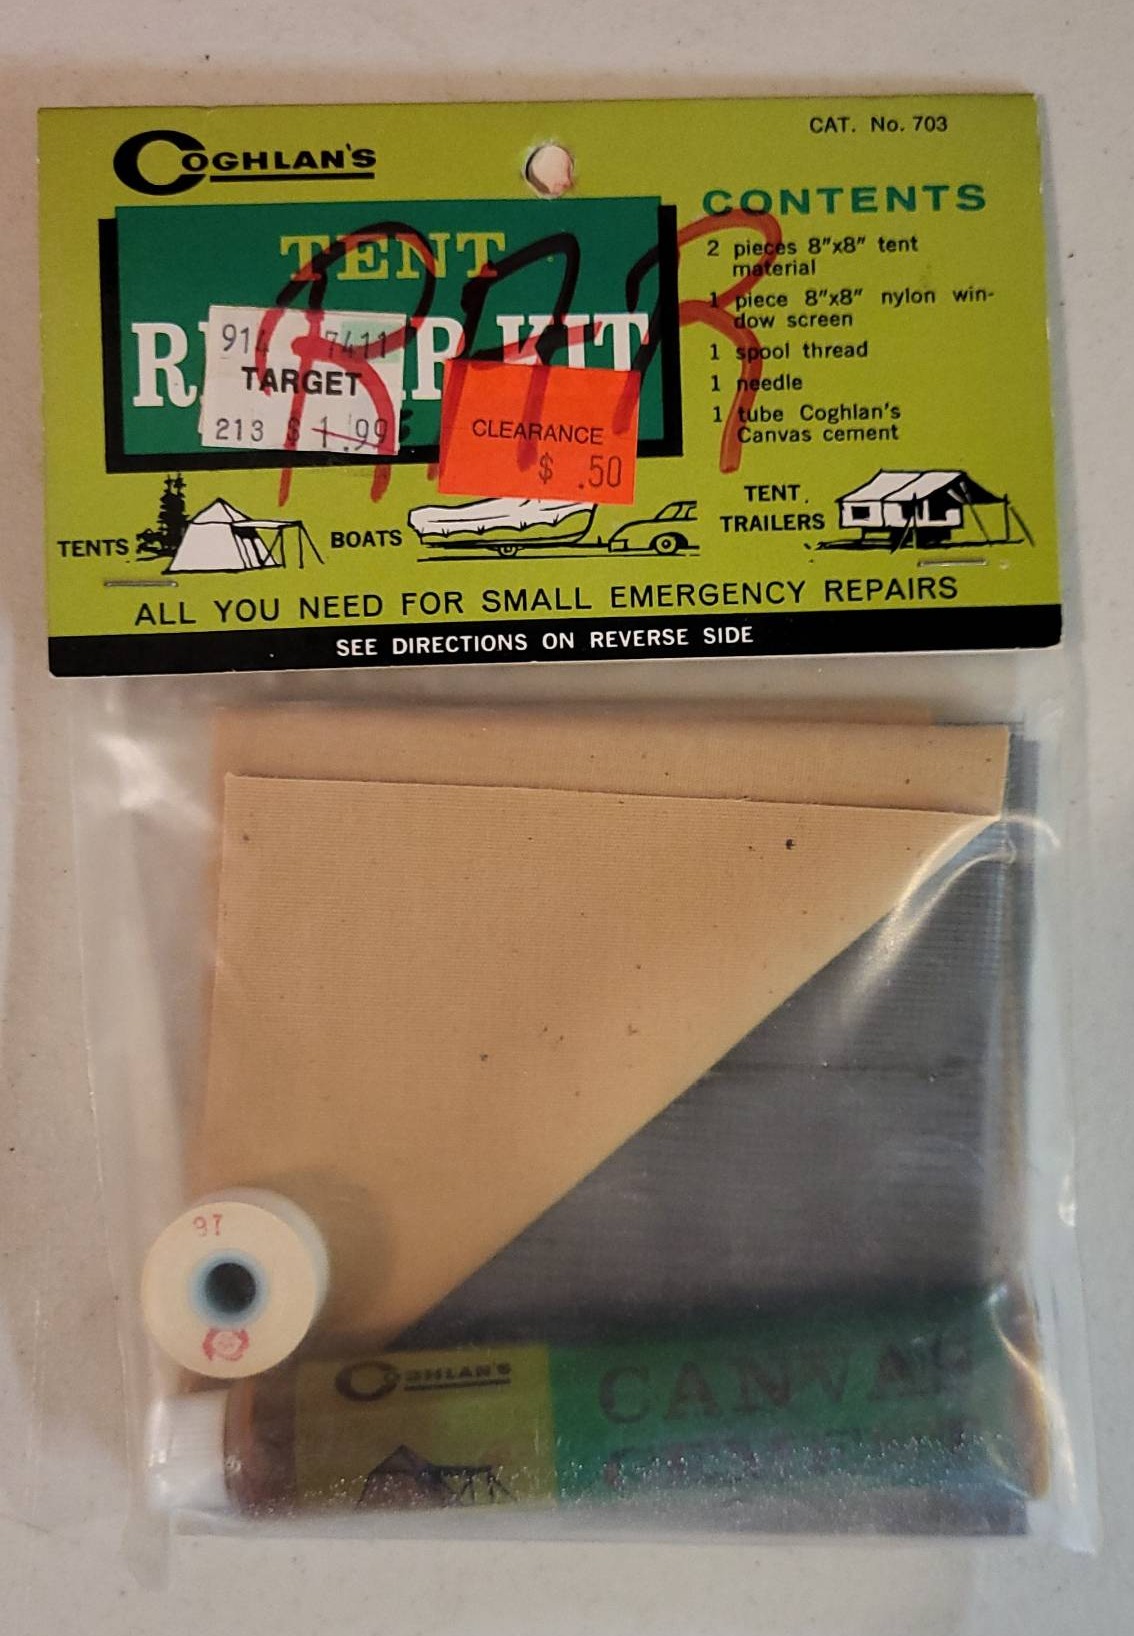 CAT. No. 703
COGHLAN'S
TENT
KIT
914 7411
TARGET
213 $ 1.99
CLEARANCE
$ .50
RAR
CONTENTS
2 pieces 8"x8" tent
material
1 piece 8"x8" nylon win-
dow screen
1 spool thread
1 needle
1 tube Coghlan's
Canvas cement
TENTS
BOATS
TENT
TRAILERS
ALL YOU NEED FOR SMALL EMERGENCY REPAIRS
SEE DIRECTIONS ON REVERSE SIDE
COGHLAN'S
CANVAS